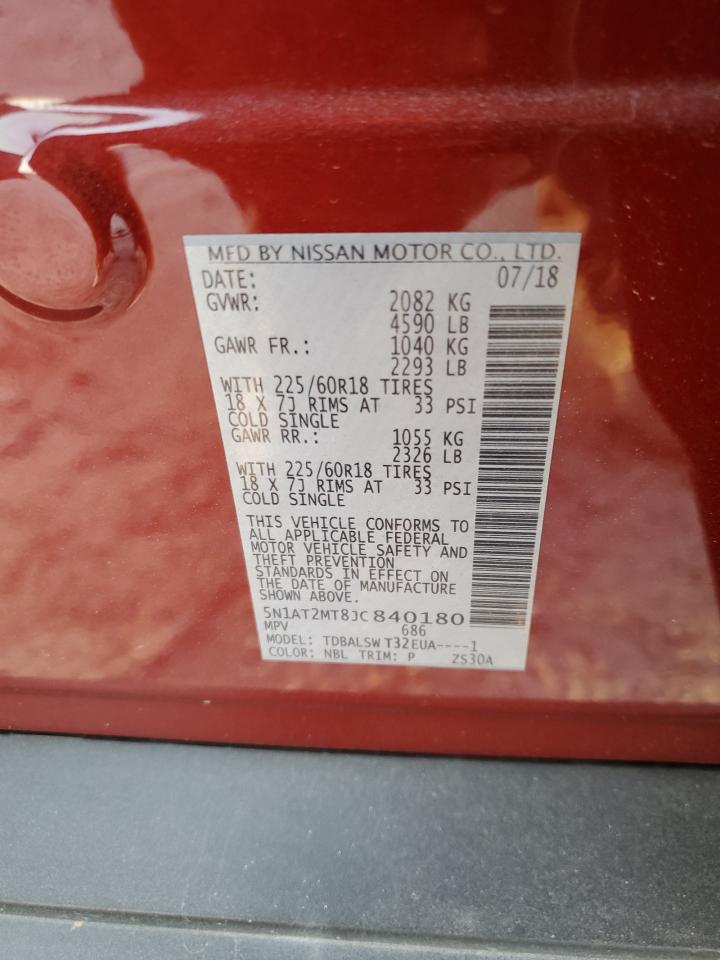 MFD BY NISSAN MOTOR CO., LTD.
DATE: 07/18
GVWR: 2082 KG
4590 LB
GAWR FR.: 1040 KG
2293 LB
WITH 225/60R18 TIRES
18 X 7J RIMS AT 33 PSI
COLD SINGLE
GAWR RR.: 1055 KG
2326 LB
WITH 225/60R18 TIRES
18 X 7J RIMS AT 33 PSI
COLD SINGLE
THIS VEHICLE CONFORMS TO
ALL APPLICABLE FEDERAL
MOTOR VEHICLE SAFETY AND
THEFT PREVENTION
STANDARDS IN EFFECT ON
THE DATE OF MANUFACTURE
SHOWN ABOVE.
5N1AT2MT8JC840180
MPV 686
MODEL: TDBALSW T32EUA----1
COLOR: NBL TRIM: P ZS30A